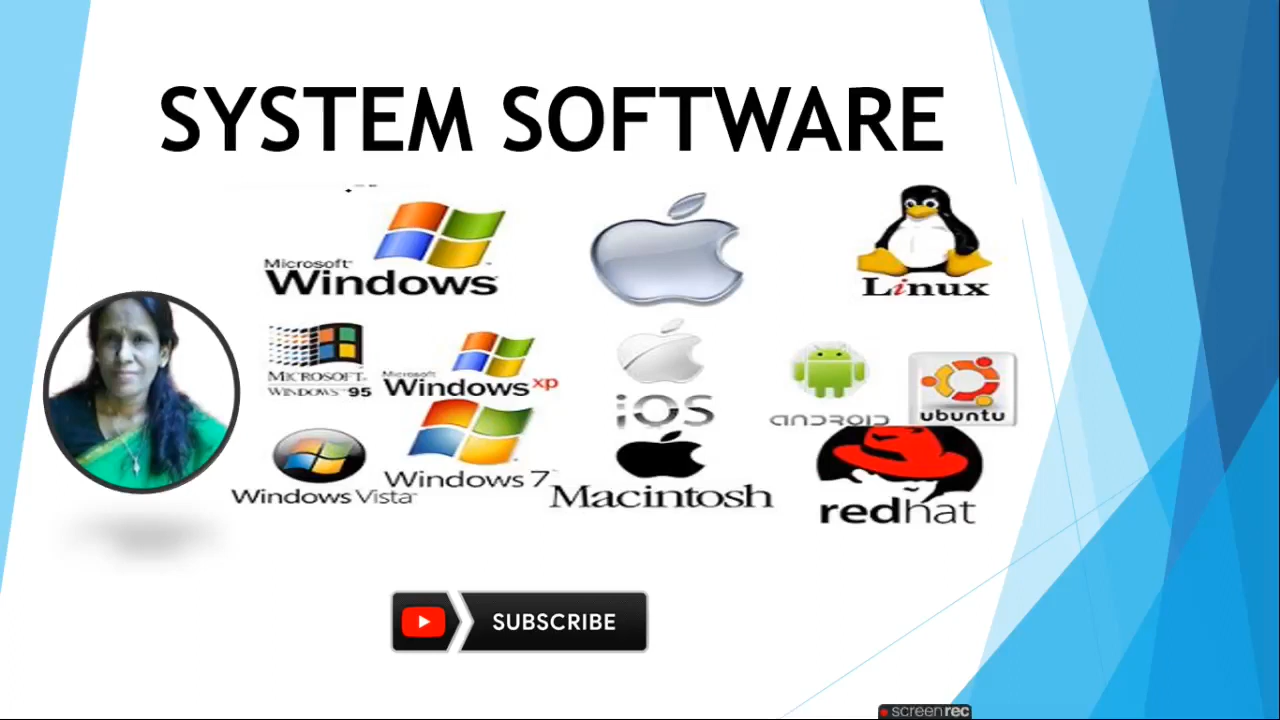 SYSTEM SOFTWARE
Microsoft
Windows
Linux
MICROSOFT.
WINDOWS 95
Microsoft
Windows xp
iOS
android
ubuntu
Windows Vista
Windows 7
Macintosh
redhat
SUBSCRIBE
screenrec